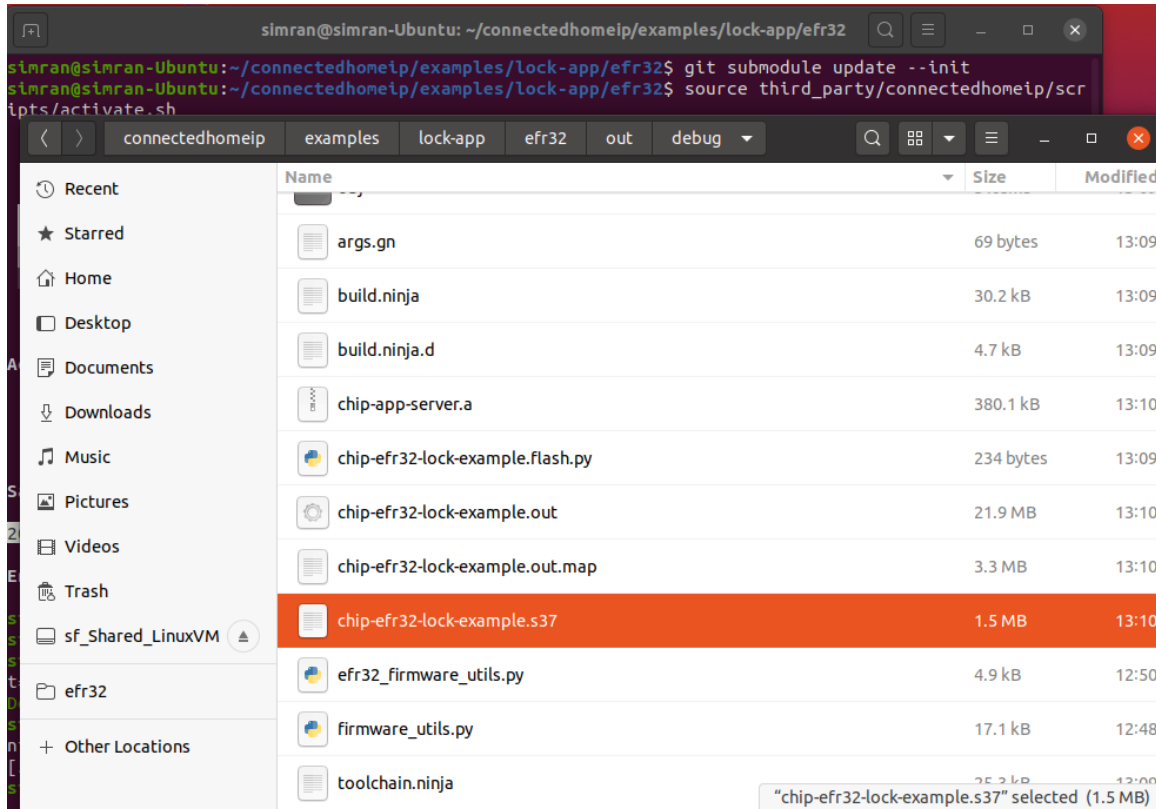 simran@simran-Ubuntu: ~/connectedhomeip/examples/lock-app/efr32
simran@simran-Ubuntu:~/connectedhomeip/examples/lock-app/efr32$ git submodule update --init
simran@simran-Ubuntu:~/connectedhomeip/examples/lock-app/efr32$ source third_party/connectedhomeip/scr
ipts/activate.sh
connectedhomeip examples lock-app efr32 out debug
Name Size Modified
Recent
Starred
Home
Desktop
Documents
Downloads
Music
Pictures
Videos
Trash
sf_Shared_LinuxVM
efr32
+ Other Locations
args.gn 69 bytes 13:09
build.ninja 30.2 kB 13:09
build.ninja.d 4.7 kB 13:09
chip-app-server.a 380.1 kB 13:10
chip-efr32-lock-example.flash.py 234 bytes 13:09
chip-efr32-lock-example.out 21.9 MB 13:10
chip-efr32-lock-example.out.map 3.3 MB 13:10
chip-efr32-lock-example.s37 1.5 MB 13:10
efr32_firmware_utils.py 4.9 kB 12:50
firmware_utils.py 17.1 kB 12:48
toolchain.ninja
"chip-efr32-lock-example.s37" selected (1.5 MB)